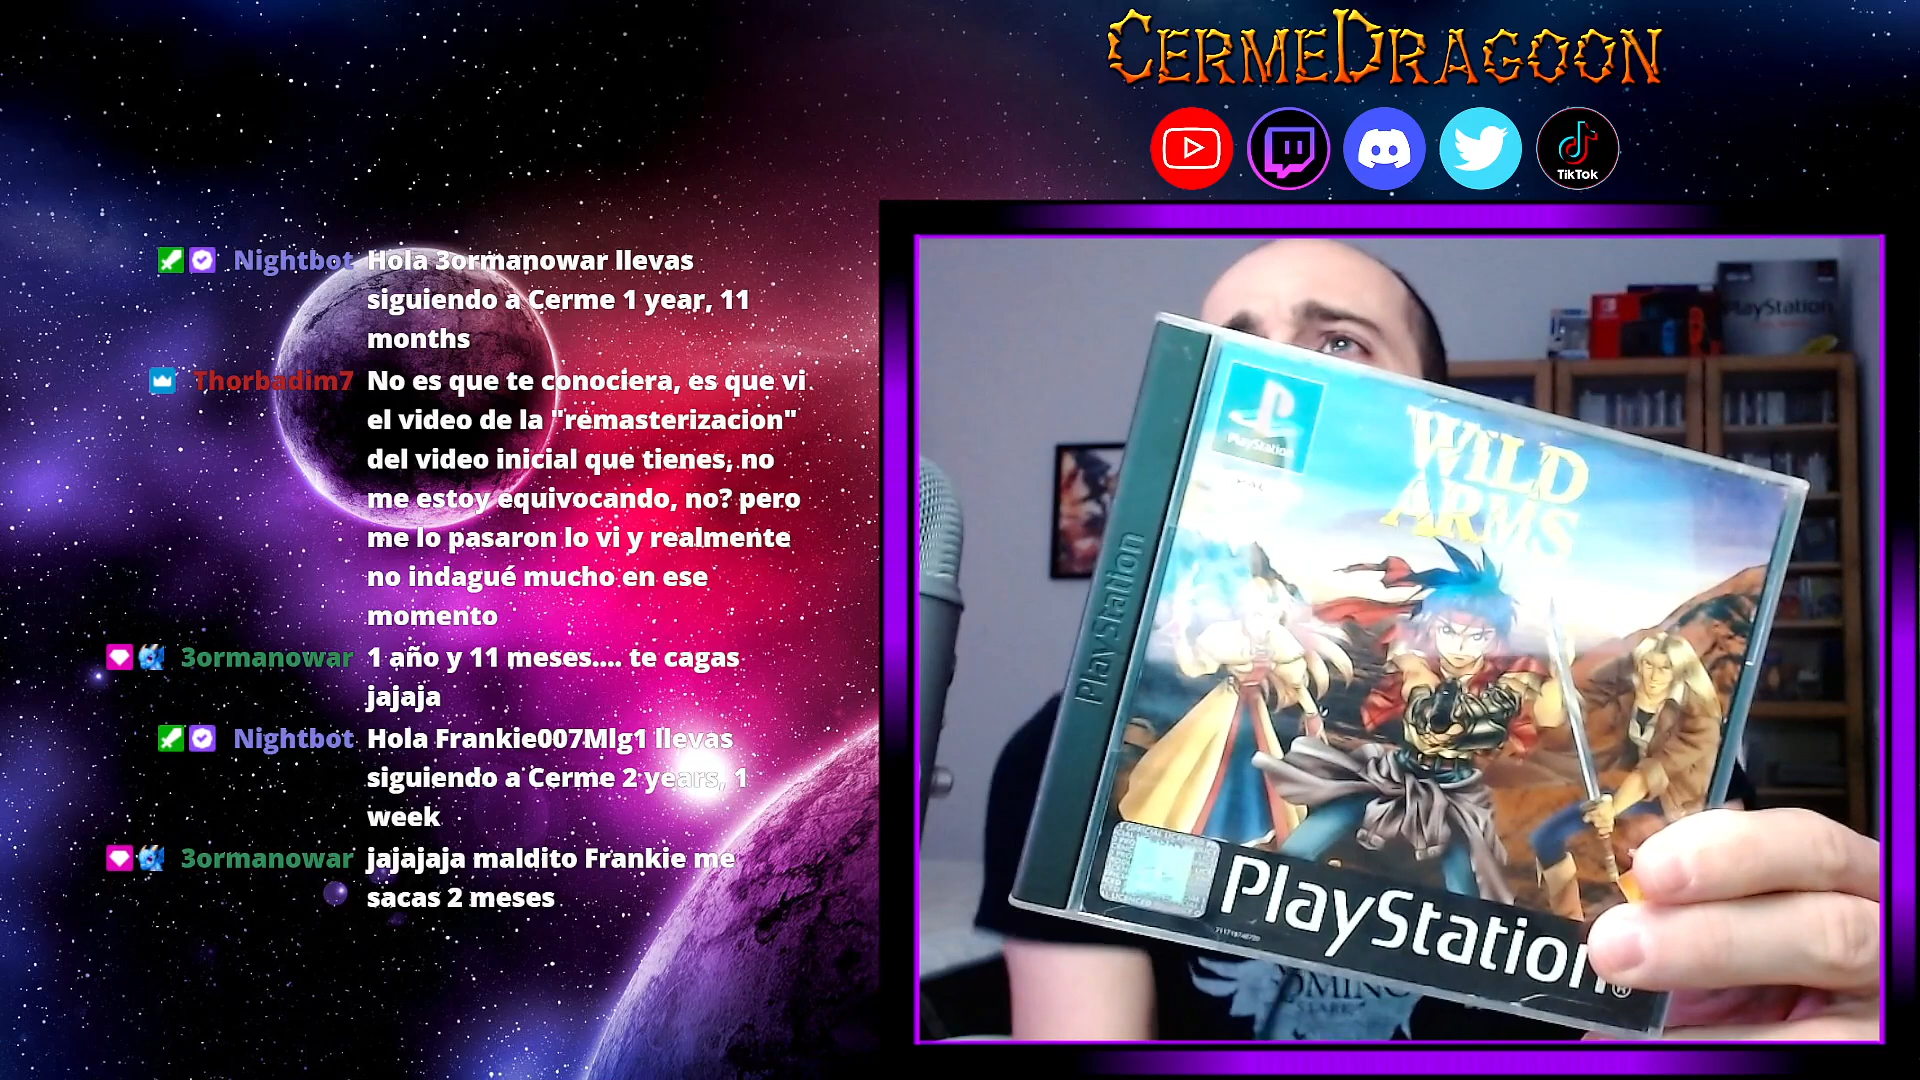 CERMEDRAGOON
TikTok
Nightbot Hola 3ormanowar llevas
siguiendo a Cerme 1 year, 11
months
Thorbadim7 No es que te conociera, es que vi
el video de la "remasterizacion"
del video inicial que tienes, no
me estoy equivocando, no? pero
me lo pasaron lo vi y realmente
no indagué mucho en ese
momento
3ormanowar 1 año y 11 meses.... te cagas
jajaja
Nightbot Hola Frankie007Mlg1 llevas
siguiendo a Cerme 2 years, 1
week
3ormanowar jajajaja maldito Frankie me
sacas 2 meses
PlayStation
PlayStation
WILD
ARMS
PlayStation
PlayStation®